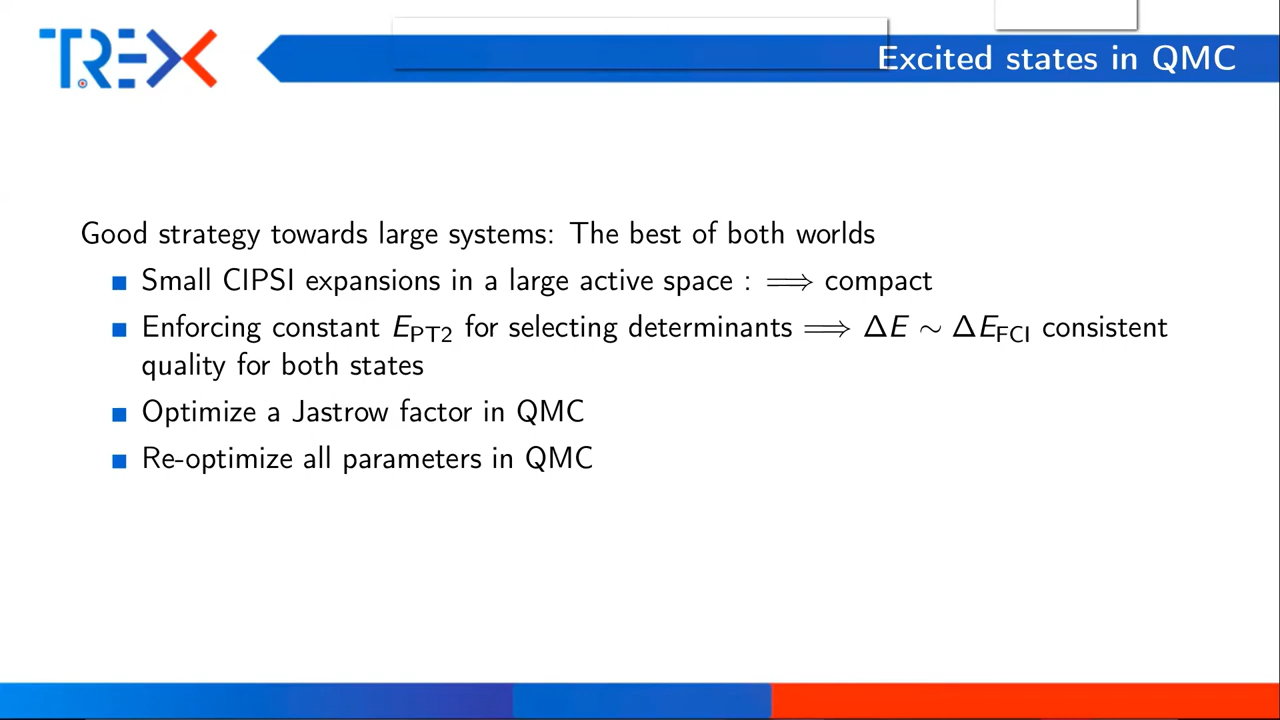 TREX
Excited states in QMC
Good strategy towards large systems: The best of both worlds
■ Small CIPSI expansions in a large active space : ⟹ compact
■ Enforcing constant E_PT2 for selecting determinants ⟹ ΔE ∼ ΔE_FCI consistent
quality for both states
■ Optimize a Jastrow factor in QMC
■ Re-optimize all parameters in QMC